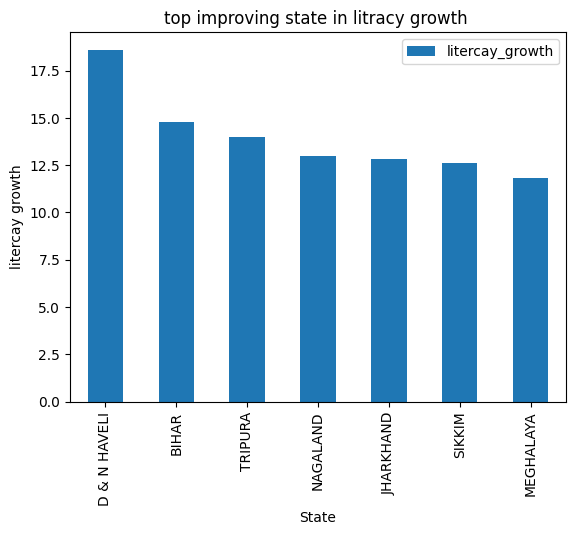 top improving state in litracy growth
litercay_growth
litercay growth
17.5
15.0
12.5
10.0
7.5
5.0
2.5
0.0
D & N HAVELI
BIHAR
TRIPURA
NAGALAND
JHARKHAND
SIKKIM
MEGHALAYA
State